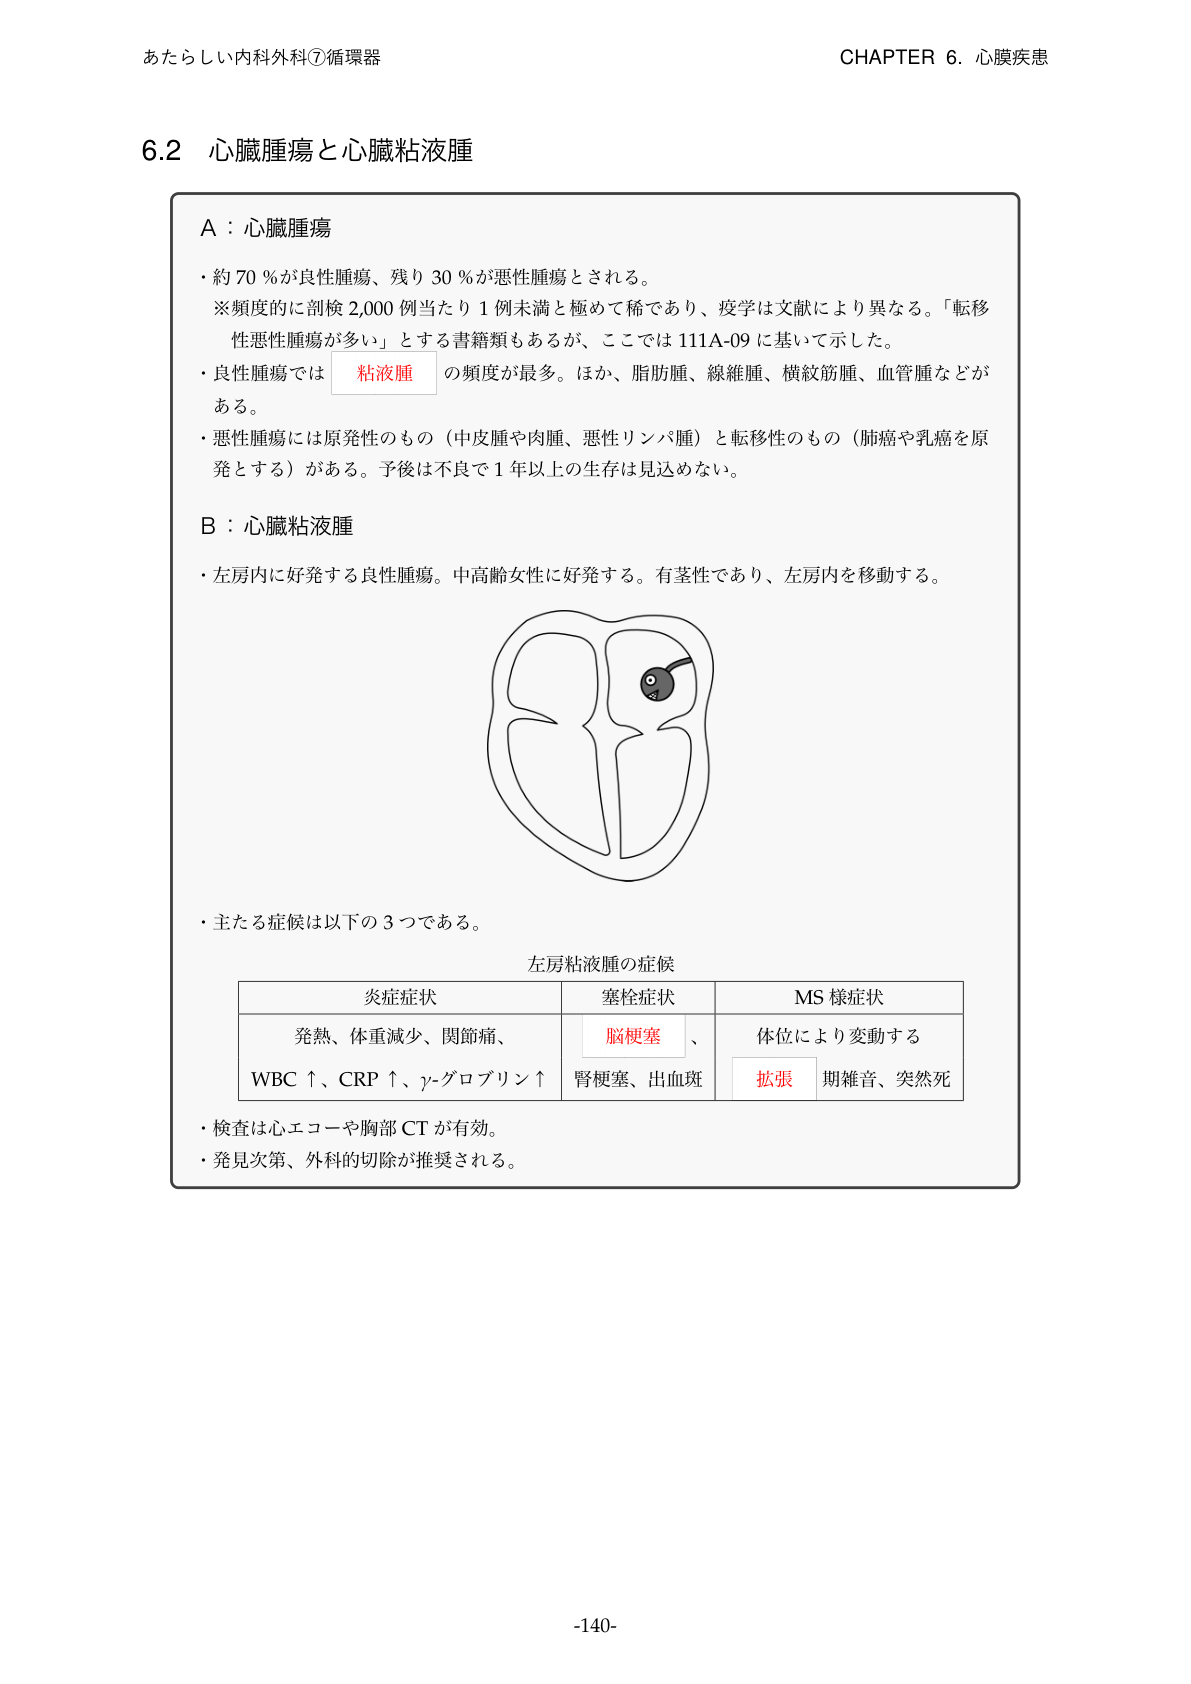 あたらしい内科外科⑦循環器
CHAPTER 6. 心膜疾患
6.2 心臓腫瘍と心臓粘液腫
A：心臓腫瘍
・約 70 %が良性腫瘍、残り 30 %が悪性腫瘍とされる。
※頻度的に剖検 2,000 例当たり 1 例未満と極めて稀であり、疫学は文献により異なる。「転移
性悪性腫瘍が多い」とする書籍類もあるが、ここでは 111A-09 に基いて示した。
・良性腫瘍では 粘液腫 の頻度が最多。ほか、脂肪腫、線維腫、横紋筋腫、血管腫などが
ある。
・悪性腫瘍には原発性のもの（中皮腫や肉腫、悪性リンパ腫）と転移性のもの（肺癌や乳癌を原
発とする）がある。予後は不良で 1 年以上の生存は見込めない。
B：心臓粘液腫
・左房内に好発する良性腫瘍。中高齢女性に好発する。有茎性であり、左房内を移動する。
・主たる症候は以下の 3 つである。
左房粘液腫の症候
炎症症状 塞栓症状 MS 様症状
発熱、体重減少、関節痛、 脳梗塞 、 体位により変動する
WBC ↑、CRP ↑、γ-グロブリン↑ 腎梗塞、出血斑 拡張 期雑音、突然死
・検査は心エコーや胸部 CT が有効。
・発見次第、外科的切除が推奨される。
-140-